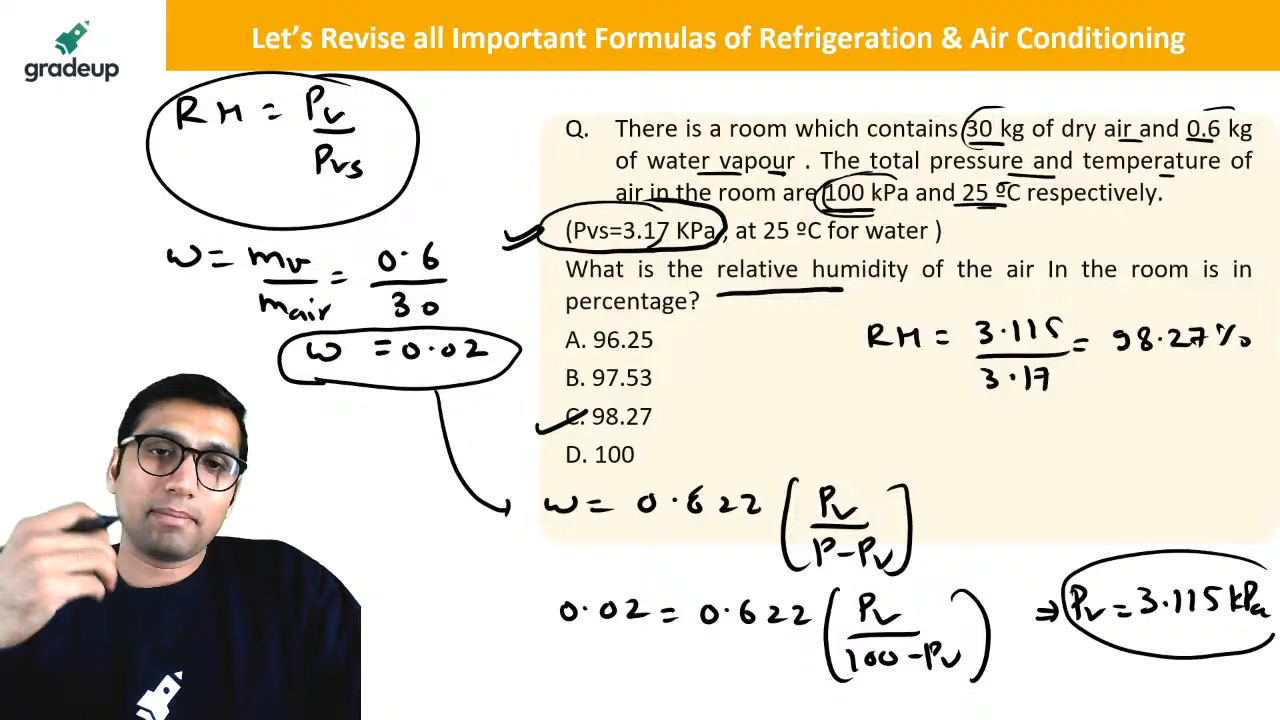 Let's Revise all Important Formulas of Refrigeration & Air Conditioning
gradeup
RH = Pv
Pvs
ω = mv = 0.6
mair 30
ω = 0.02
Q. There is a room which contains 30 kg of dry air and 0.6 kg
of water vapour . The total pressure and temperature of
air in the room are 100 kPa and 25 ºC respectively.
(Pvs=3.17 KPa , at 25 ºC for water )
What is the relative humidity of the air In the room is in
percentage?
A. 96.25
B. 97.53
C. 98.27
D. 100
RH = 3.115 = 98.27%
3.17
ω = 0.622 ( Pv )
P-Pv
0.02 = 0.622 ( Pv ) ⇒ Pv = 3.115 kPa
100-Pv